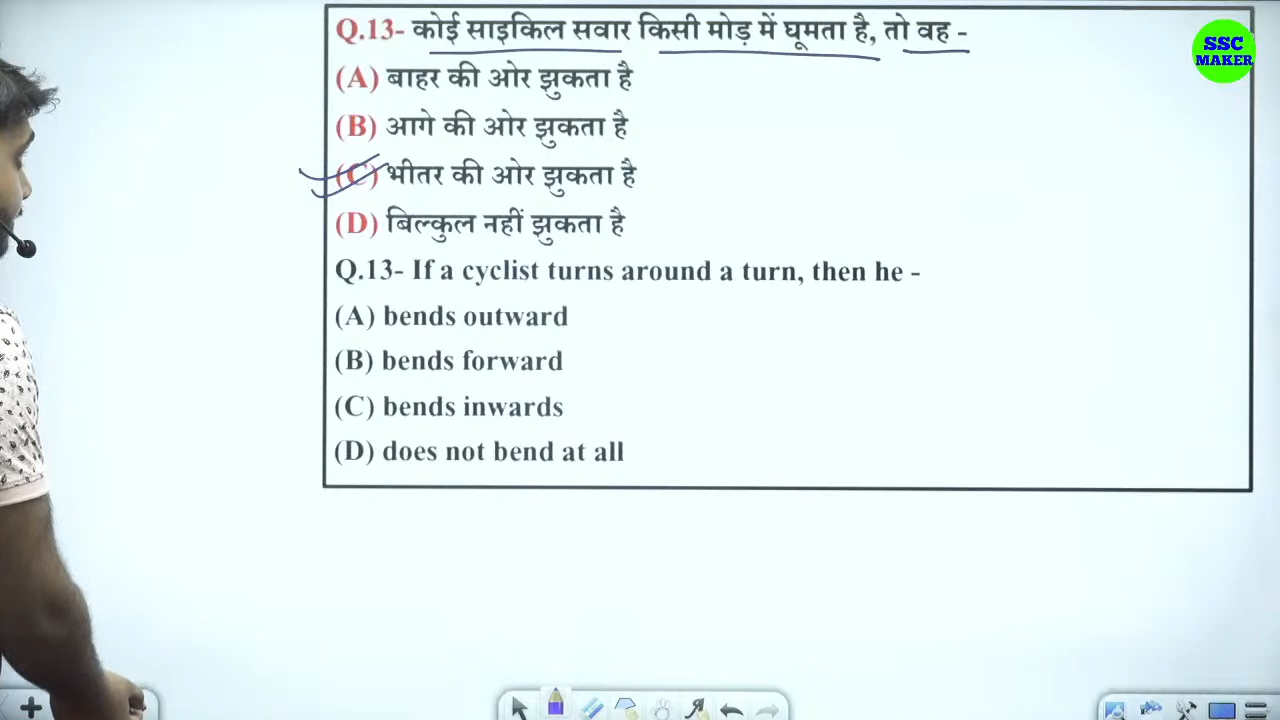 Q.13- कोई साइकिल सवार किसी मोड़ में घूमता है, तो वह -
(A) बाहर की ओर झुकता है
(B) आगे की ओर झुकता है
(C) भीतर की ओर झुकता है
(D) बिल्कुल नहीं झुकता है
Q.13- If a cyclist turns around a turn, then he -
(A) bends outward
(B) bends forward
(C) bends inwards
(D) does not bend at all
SSC
MAKER